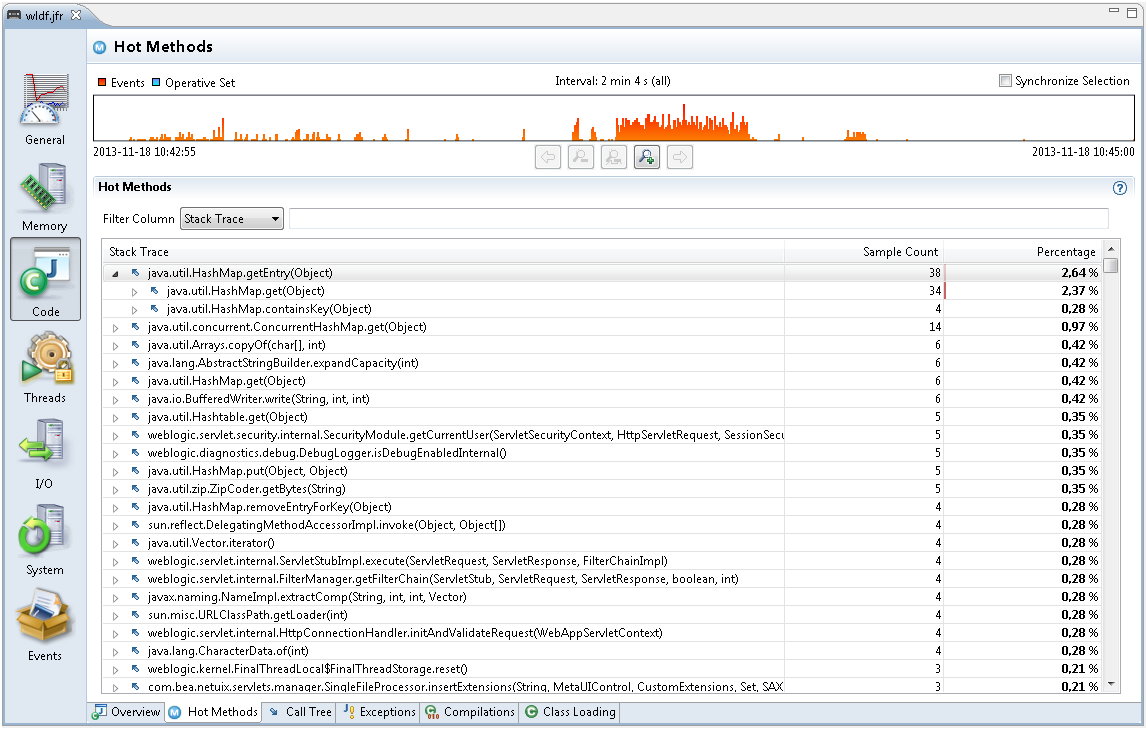 wldf.jfr
General
Memory
Code
Threads
I/O
System
Events
Hot Methods
Events Operative Set Interval: 2 min 4 s (all) Synchronize Selection
2013-11-18 10:42:55 2013-11-18 10:45:00
Hot Methods
Filter Column Stack Trace
Stack Trace Sample Count Percentage
java.util.HashMap.getEntry(Object) 38 2,64 %
java.util.HashMap.get(Object) 34 2,37 %
java.util.HashMap.containsKey(Object) 4 0,28 %
java.util.concurrent.ConcurrentHashMap.get(Object) 14 0,97 %
java.util.Arrays.copyOf(char[], int) 6 0,42 %
java.lang.AbstractStringBuilder.expandCapacity(int) 6 0,42 %
java.util.HashMap.get(Object) 6 0,42 %
java.io.BufferedWriter.write(String, int, int) 6 0,42 %
java.util.Hashtable.get(Object) 5 0,35 %
weblogic.servlet.security.internal.SecurityModule.getCurrentUser(ServletSecurityContext, HttpServletRequest, SessionSecu 5 0,35 %
weblogic.diagnostics.debug.DebugLogger.isDebugEnabledInternal() 5 0,35 %
java.util.HashMap.put(Object, Object) 5 0,35 %
java.util.zip.ZipCoder.getBytes(String) 5 0,35 %
java.util.HashMap.removeEntryForKey(Object) 4 0,28 %
sun.reflect.DelegatingMethodAccessorImpl.invoke(Object, Object[]) 4 0,28 %
java.util.Vector.iterator() 4 0,28 %
weblogic.servlet.internal.ServletStubImpl.execute(ServletRequest, ServletResponse, FilterChainImpl) 4 0,28 %
weblogic.servlet.internal.FilterManager.getFilterChain(ServletStub, ServletRequest, ServletResponse, boolean, int) 4 0,28 %
javax.naming.NameImpl.extractComp(String, int, int, Vector) 4 0,28 %
sun.misc.URLClassPath.getLoader(int) 4 0,28 %
weblogic.servlet.internal.HttpConnectionHandler.initAndValidateRequest(WebAppServletContext) 4 0,28 %
java.lang.CharacterData.of(int) 4 0,28 %
weblogic.kernel.FinalThreadLocal$FinalThreadStorage.reset() 3 0,21 %
com.bea.netuix.servlets.manager.SingleFileProcessor.insertExtensions(String, MetaUIControl, CustomExtensions, Set, SAX 3 0,21 %
Overview Hot Methods Call Tree Exceptions Compilations Class Loading